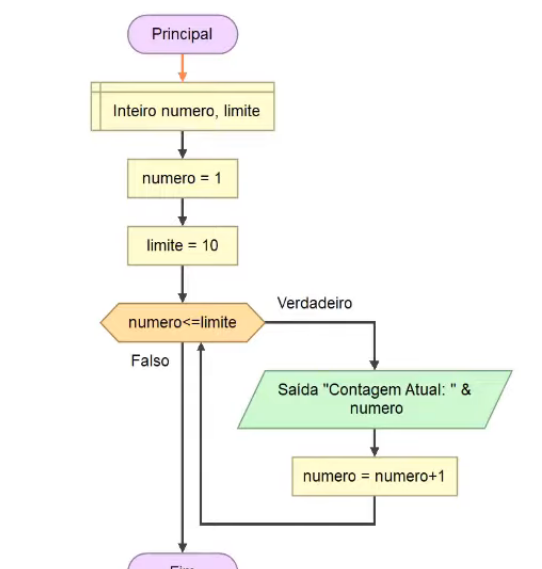 Principal
Inteiro numero, limite
numero = 1
limite = 10
numero<=limite
Verdadeiro
Falso
Saída "Contagem Atual: " &
numero
numero = numero+1